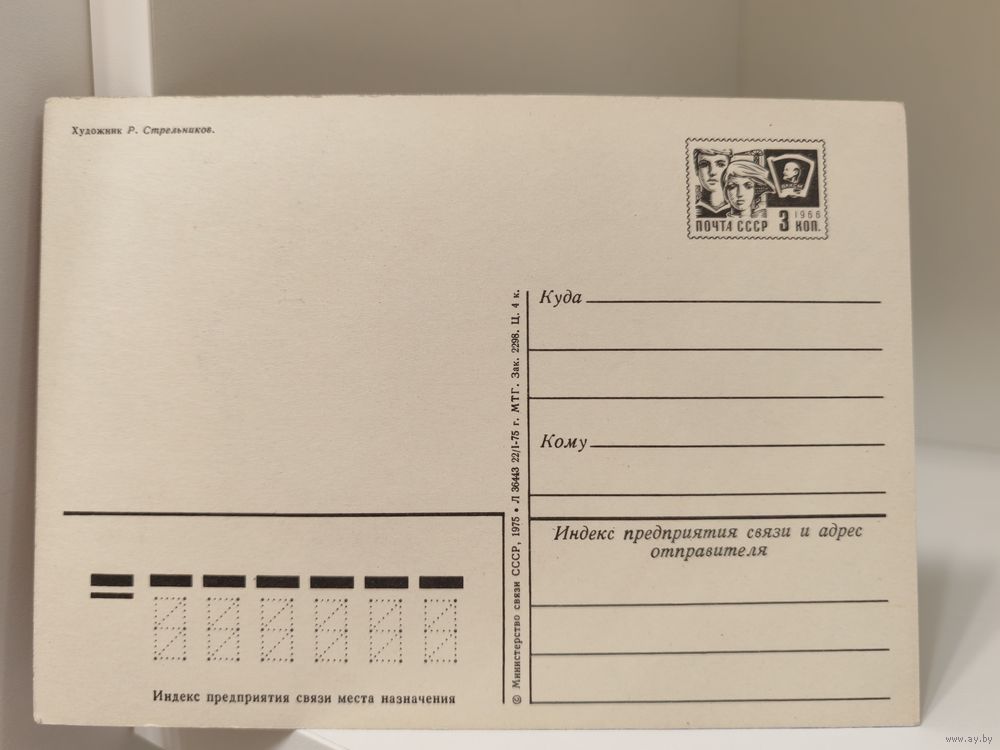 Художник Р. Стрельников.
ВЛКСМ
1966
ПОЧТА СССР 3 КОП.
Куда
Кому
Индекс предприятия связи и адрес
отправителя
© Министерство связи СССР, 1975 • Л 36443 22/I-75 г. МТГ. Зак. 2298. Ц. 4 к.
Индекс предприятия связи места назначения
www.ay.by